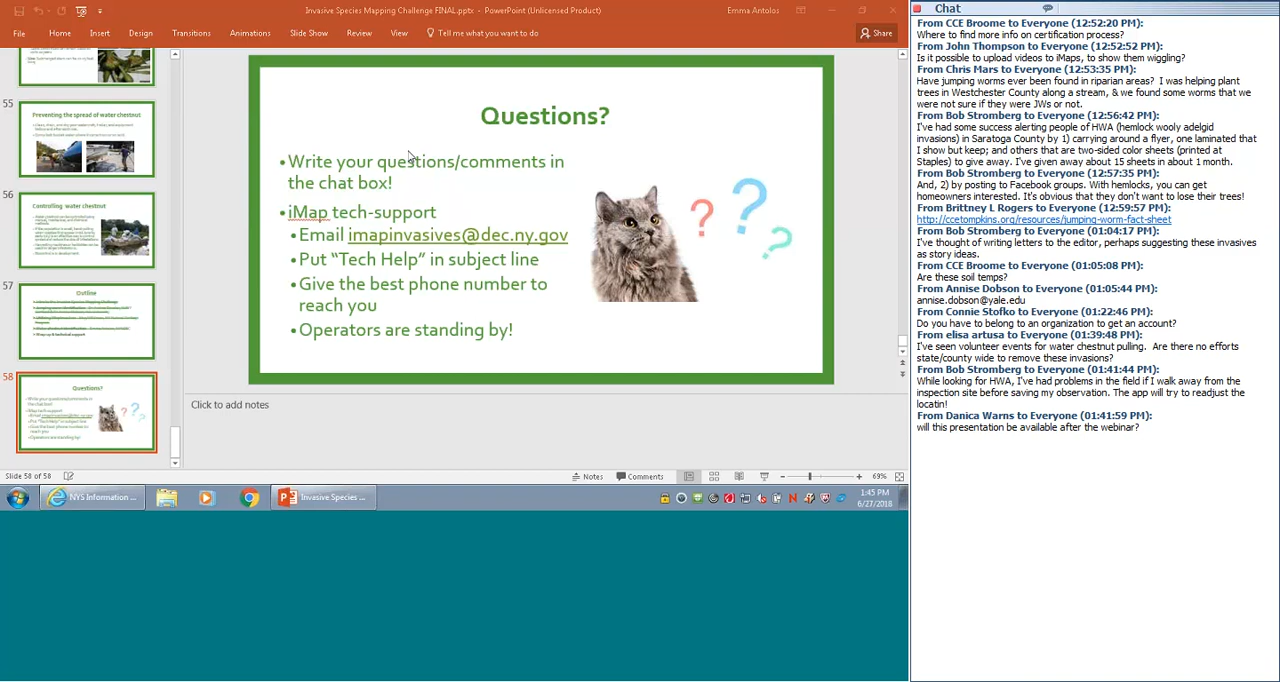 Invasive Species Mapping Challenge FINAL.pptx - PowerPoint (Unlicensed Product)
Emma Antolos
File Home Insert Design Transitions Animations Slide Show Review View Tell me what you want to do Share
55
Preventing the spread of water chestnut
56
Controlling water chestnut
57
Outline
58
Questions?
Write your questions/comments in
the chat box!
iMap tech-support
Operators are standing by!
Questions?
•Write your questions/comments in
the chat box!
•iMap tech-support
•Email imapinvasives@dec.ny.gov
•Put “Tech Help” in subject line
•Give the best phone number to
reach you
•Operators are standing by!
? ? ?
Click to add notes
Slide 58 of 58
Notes Comments 69%
NYS Information ... Invasive Species ...
1:45 PM
6/27/2018
Chat
From CCE Broome to Everyone (12:52:20 PM):
Where to find more info on certification process?
From John Thompson to Everyone (12:52:52 PM):
Is it possible to upload videos to iMaps, to show them wiggling?
From Chris Mars to Everyone (12:53:35 PM):
Have jumping worms ever been found in riparian areas? I was helping plant
trees in Westchester County along a stream, & we found some worms that we
were not sure if they were JWs or not.
From Bob Stromberg to Everyone (12:56:42 PM):
I've had some success alerting people of HWA (hemlock wooly adelgid
invasions) in Saratoga County by 1) carrying around a flyer, one laminated that
I show but keep; and others that are two-sided color sheets (printed at
Staples) to give away. I've given away about 15 sheets in about 1 month.
From Bob Stromberg to Everyone (12:57:35 PM):
And, 2) by posting to Facebook groups. With hemlocks, you can get
homeowners interested. It's obvious that they don't want to lose their trees!
From Brittney L Rogers to Everyone (12:59:57 PM):
http://ccetompkins.org/resources/jumping-worm-fact-sheet
From Bob Stromberg to Everyone (01:04:17 PM):
I've thought of writing letters to the editor, perhaps suggesting these invasives
as story ideas.
From CCE Broome to Everyone (01:05:08 PM):
Are these soil temps?
From Annise Dobson to Everyone (01:05:44 PM):
annise.dobson@yale.edu
From Connie Stofko to Everyone (01:22:46 PM):
Do you have to belong to an organization to get an account?
From elisa artusa to Everyone (01:39:48 PM):
I've seen volunteer events for water chestnut pulling. Are there no efforts
state/county wide to remove these invasions?
From Bob Stromberg to Everyone (01:41:44 PM):
While looking for HWA, I've had problems in the field if I walk away from the
inspection site before saving my observation. The app will try to readjust the
locatin!
From Danica Warns to Everyone (01:41:59 PM):
will this presentation be available after the webinar?